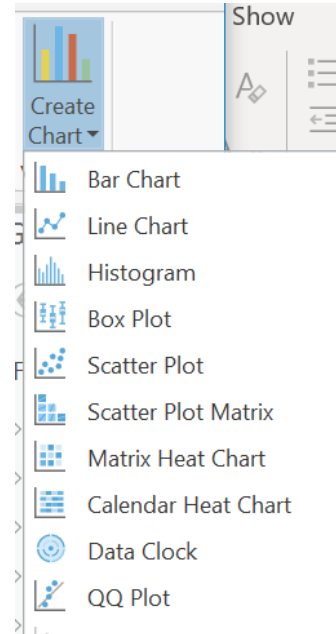 Show
Create
Chart
Bar Chart
Line Chart
Histogram
Box Plot
Scatter Plot
Scatter Plot Matrix
Matrix Heat Chart
Calendar Heat Chart
Data Clock
QQ Plot